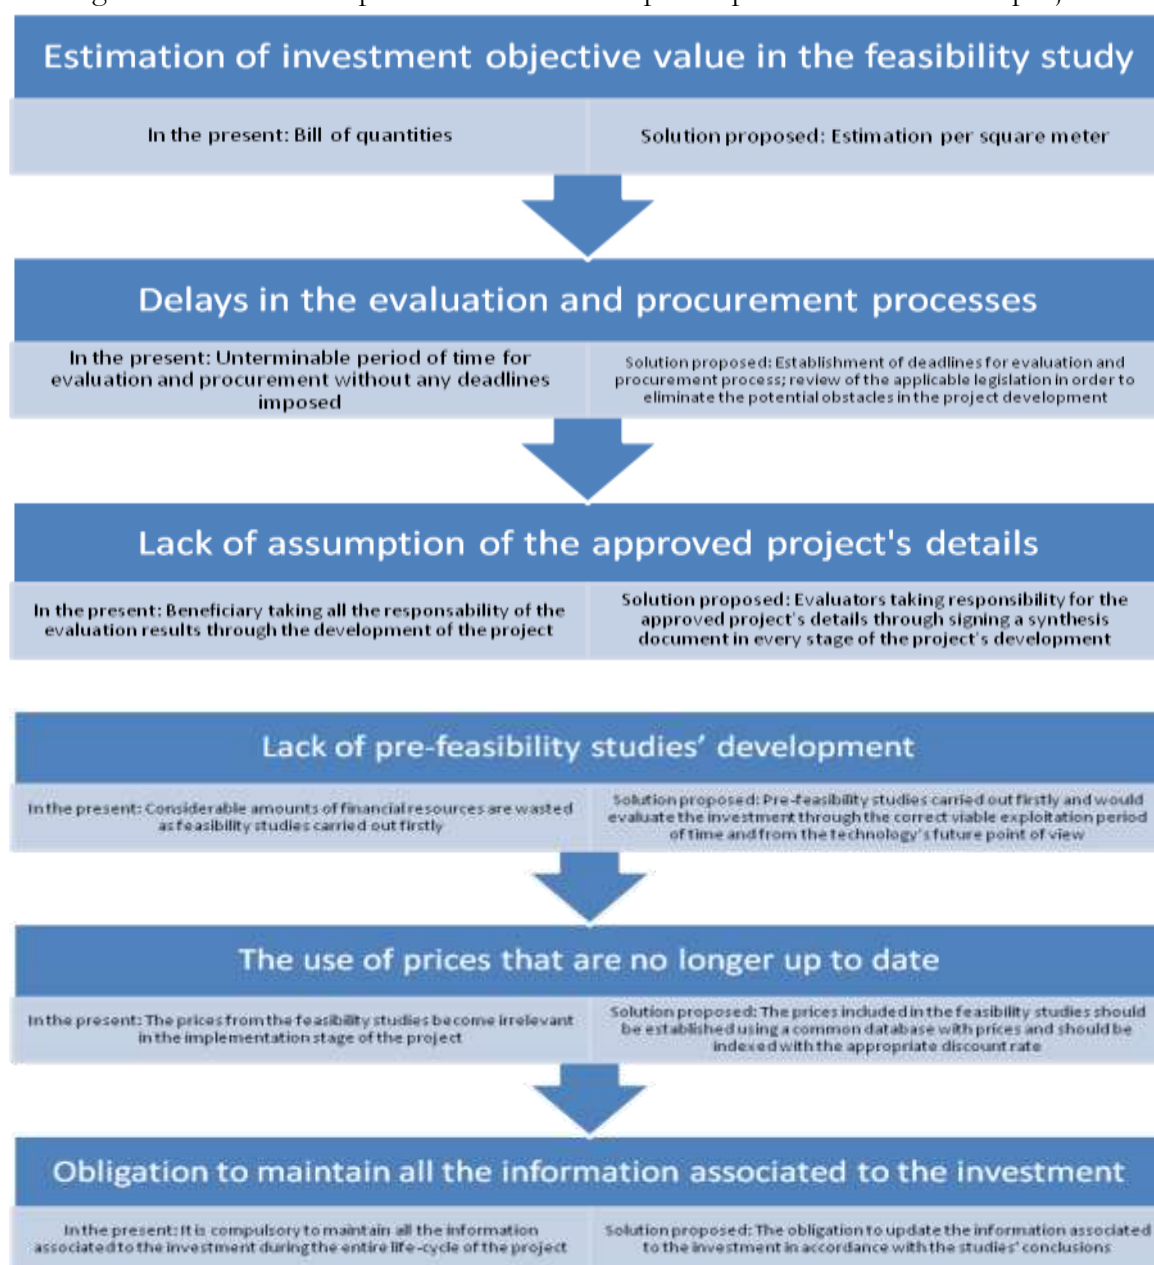 Estimation of investment objective value in the feasibility study
In the present: Bill of quantities
Solution proposed: Estimation per square meter
Delays in the evaluation and procurement processes
In the present: Unterminable period of time for
evaluation and procurement without any deadlines
imposed
Solution proposed: Establishment of deadlines for evaluation and
procurement process; review of the applicable legislation in order to
eliminate the potential obstacles in the project development
Lack of assumption of the approved project's details
In the present: Beneficiary taking all the responsability of the
evaluation results through the development of the project
Solution proposed: Evaluators taking responsibility for the
approved project's details through signing a synthesis
document in every stage of the project's development
Lack of pre-feasibility studies’ development
In the present: Considerable amounts of financial resources are wasted
as feasibility studies carried out firstly
Solution proposed: Pre-feasibility studies carried out firstly and would
evaluate the investment through the correct viable exploitation period
of time and from the technology's future point of view
The use of prices that are no longer up to date
In the present: The prices from the feasibility studies become irrelevant
in the implementation stage of the project
Solution proposed: The prices included in the feasibility studies should
be established using a common database with prices and should be
indexed with the appropriate discount rate
Obligation to maintain all the information associated to the investment
In the present: It is compulsory to maintain all the information
associated to the investment during the entire life-cycle of the project
Solution proposed: The obligation to update the information associated
to the investment in accordance with the studies' conclusions